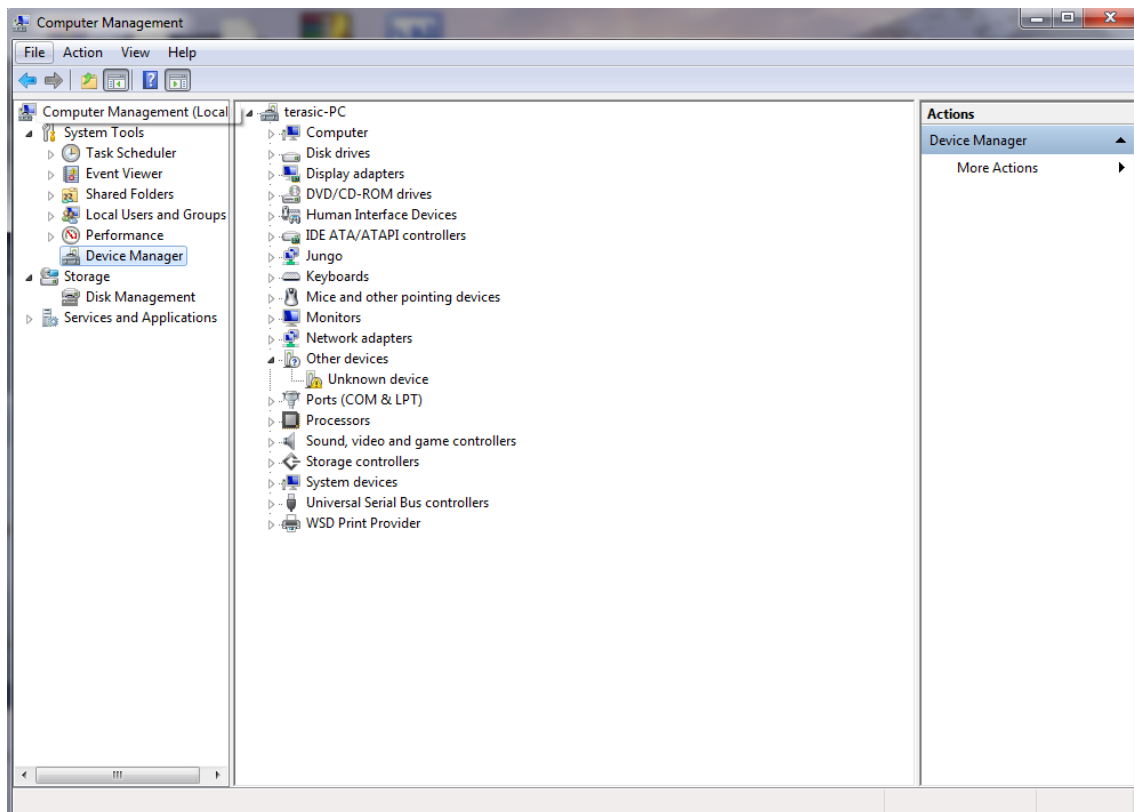 Computer Management
File Action View Help
Computer Management (Local
System Tools
Task Scheduler
Event Viewer
Shared Folders
Local Users and Groups
Performance
Device Manager
Storage
Disk Management
Services and Applications
terasic-PC
Computer
Disk drives
Display adapters
DVD/CD-ROM drives
Human Interface Devices
IDE ATA/ATAPI controllers
Jungo
Keyboards
Mice and other pointing devices
Monitors
Network adapters
Other devices
Unknown device
Ports (COM & LPT)
Processors
Sound, video and game controllers
Storage controllers
System devices
Universal Serial Bus controllers
WSD Print Provider
Actions
Device Manager
More Actions